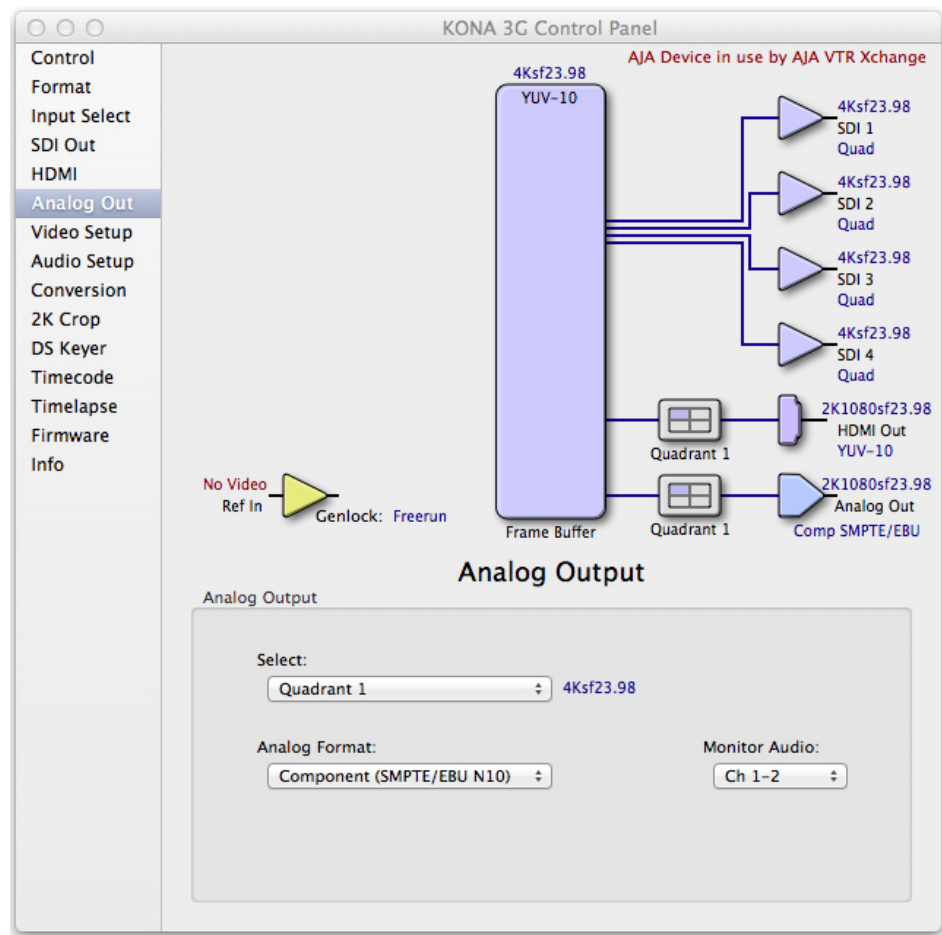 KONA 3G Control Panel
Control
Format
Input Select
SDI Out
HDMI
Analog Out
Video Setup
Audio Setup
Conversion
2K Crop
DS Keyer
Timecode
Timelapse
Firmware
Info
AJA Device in use by AJA VTR Xchange
4Ksf23.98
YUV-10
4Ksf23.98
SDI 1
Quad
4Ksf23.98
SDI 2
Quad
4Ksf23.98
SDI 3
Quad
4Ksf23.98
SDI 4
Quad
2K1080sf23.98
HDMI Out
YUV-10
Quadrant 1
2K1080sf23.98
Analog Out
Comp SMPTE/EBU
Quadrant 1
Frame Buffer
No Video
Ref In
Genlock: Freerun
Analog Output
Analog Output
Select:
Quadrant 1 4Ksf23.98
Analog Format:
Component (SMPTE/EBU N10)
Monitor Audio:
Ch 1-2